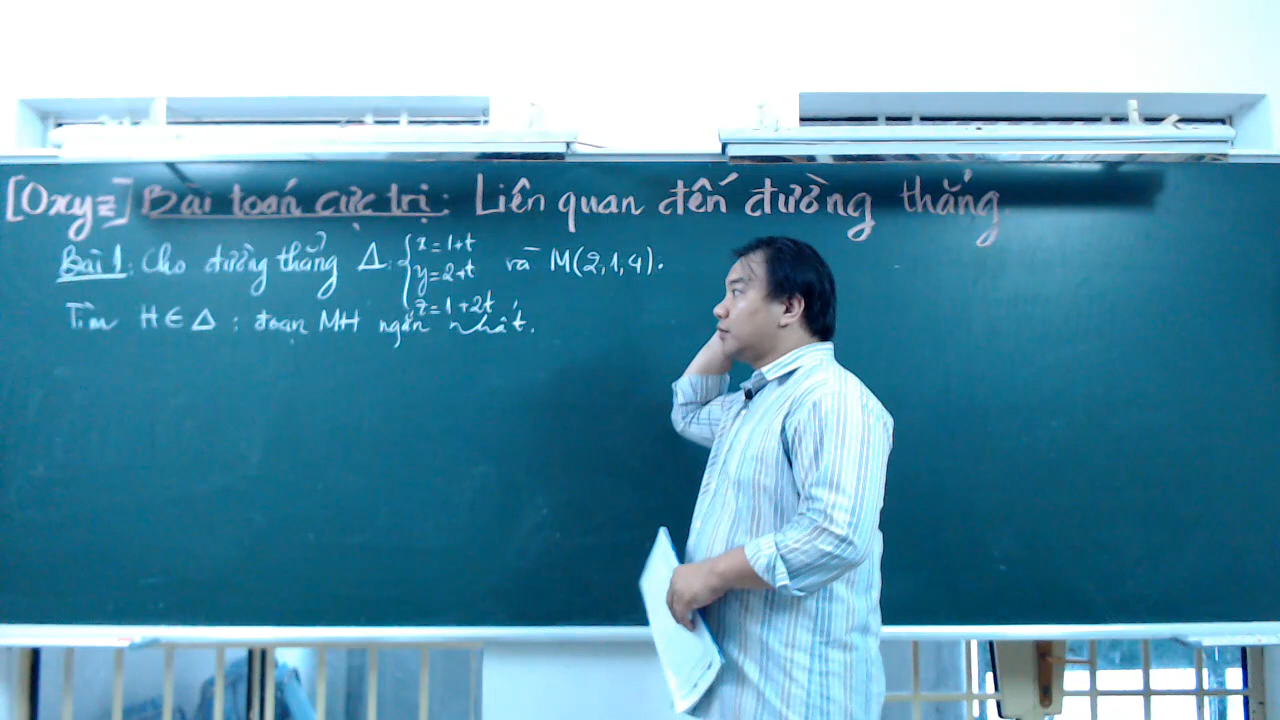 [Oxyz] Bài toán cực trị: Liên quan đến đường thẳng.
Bài 1: Cho đường thẳng Δ: { x = 1+t và M(2,1,4).
y = 2+t
z = 1+2t
Tìm H ∈ Δ : đoạn MH ngắn nhất.